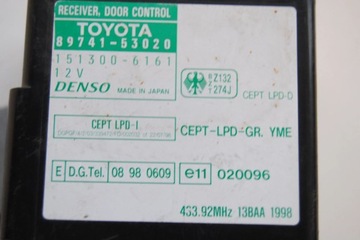 RECEIVER, DOOR CONTROL
TOYOTA
89741-53020
151300-6161
12V
DENSO MADE IN JAPAN
Z132
274J
CEPT LPD-D
CEPT LPD-I
CEPT-LPD-GR. YME
E D.G.Tel. 08 98 0609 e11 020096
433.92MHz 138AA 1998